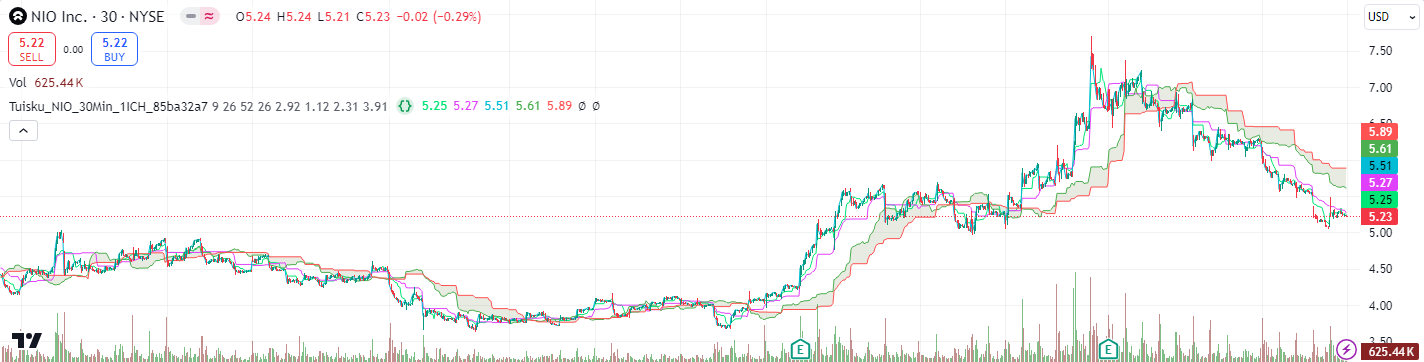 NIO Inc. · 30 · NYSE O5.24 H5.24 L5.21 C5.23 −0.02 (−0.29%)
USD
5.22 SELL
0.00
5.22 BUY
Vol 625.44 K
Tuisku_NIO_30Min_1ICH_85ba32a7 9 26 52 26 2.92 1.12 2.31 3.91 5.25 5.27 5.51 5.61 5.89 Ø Ø
7.50
7.00
6.50
5.89
5.61
5.51
5.27
5.25
5.23
5.00
4.50
4.00
3.50
E
E
625.44 K